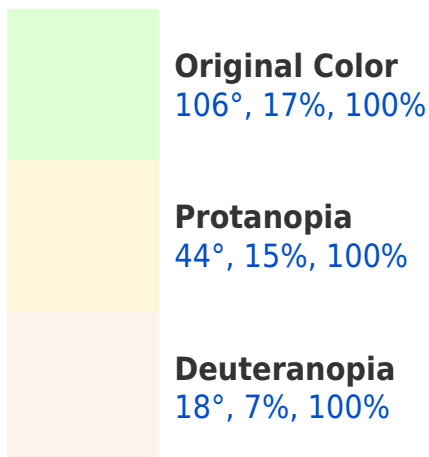 Original Color
106°, 17%, 100%
Protanopia
44°, 15%, 100%
Deuteranopia
18°, 7%, 100%